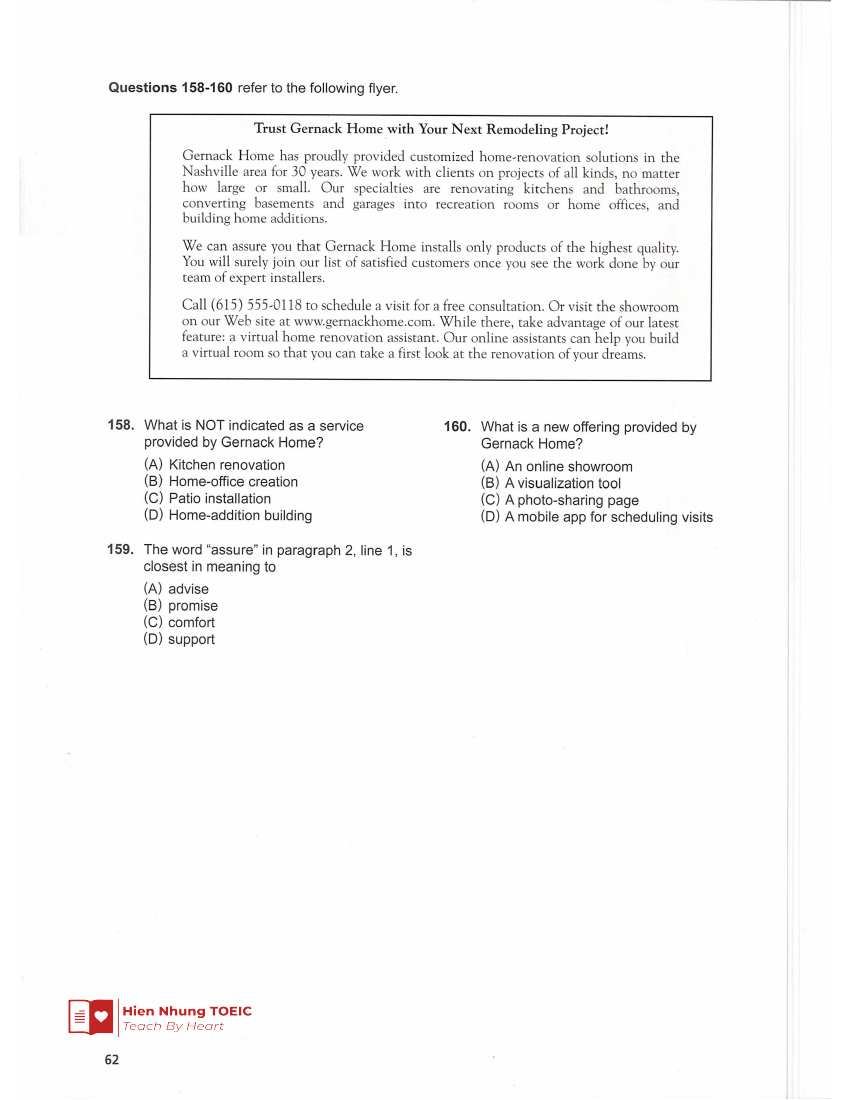 Questions 158-160 refer to the following flyer.
Trust Gernack Home with Your Next Remodeling Project!
Gernack Home has proudly provided customized home-renovation solutions in the
Nashville area for 30 years. We work with clients on projects of all kinds, no matter
how large or small. Our specialties are renovating kitchens and bathrooms,
converting basements and garages into recreation rooms or home offices, and
building home additions.
We can assure you that Gernack Home installs only products of the highest quality.
You will surely join our list of satisfied customers once you see the work done by our
team of expert installers.
Call (615) 555-0118 to schedule a visit for a free consultation. Or visit the showroom
on our Web site at www.gernackhome.com. While there, take advantage of our latest
feature: a virtual home renovation assistant. Our online assistants can help you build
a virtual room so that you can take a first look at the renovation of your dreams.
158. What is NOT indicated as a service
provided by Gernack Home?
(A) Kitchen renovation
(B) Home-office creation
(C) Patio installation
(D) Home-addition building
159. The word “assure” in paragraph 2, line 1, is
closest in meaning to
(A) advise
(B) promise
(C) comfort
(D) support
160. What is a new offering provided by
Gernack Home?
(A) An online showroom
(B) A visualization tool
(C) A photo-sharing page
(D) A mobile app for scheduling visits
Hien Nhung TOEIC
Teach By Heart
62